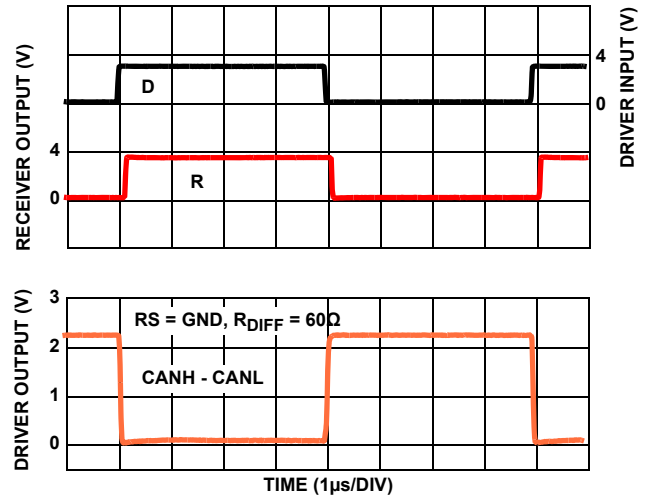 RECEIVER OUTPUT (V)
4
0
D
R
4
0
DRIVER INPUT (V)
DRIVER OUTPUT (V)
3
2
1
0
RS = GND, RDIFF = 60Ω
CANH - CANL
TIME (1µs/DIV)